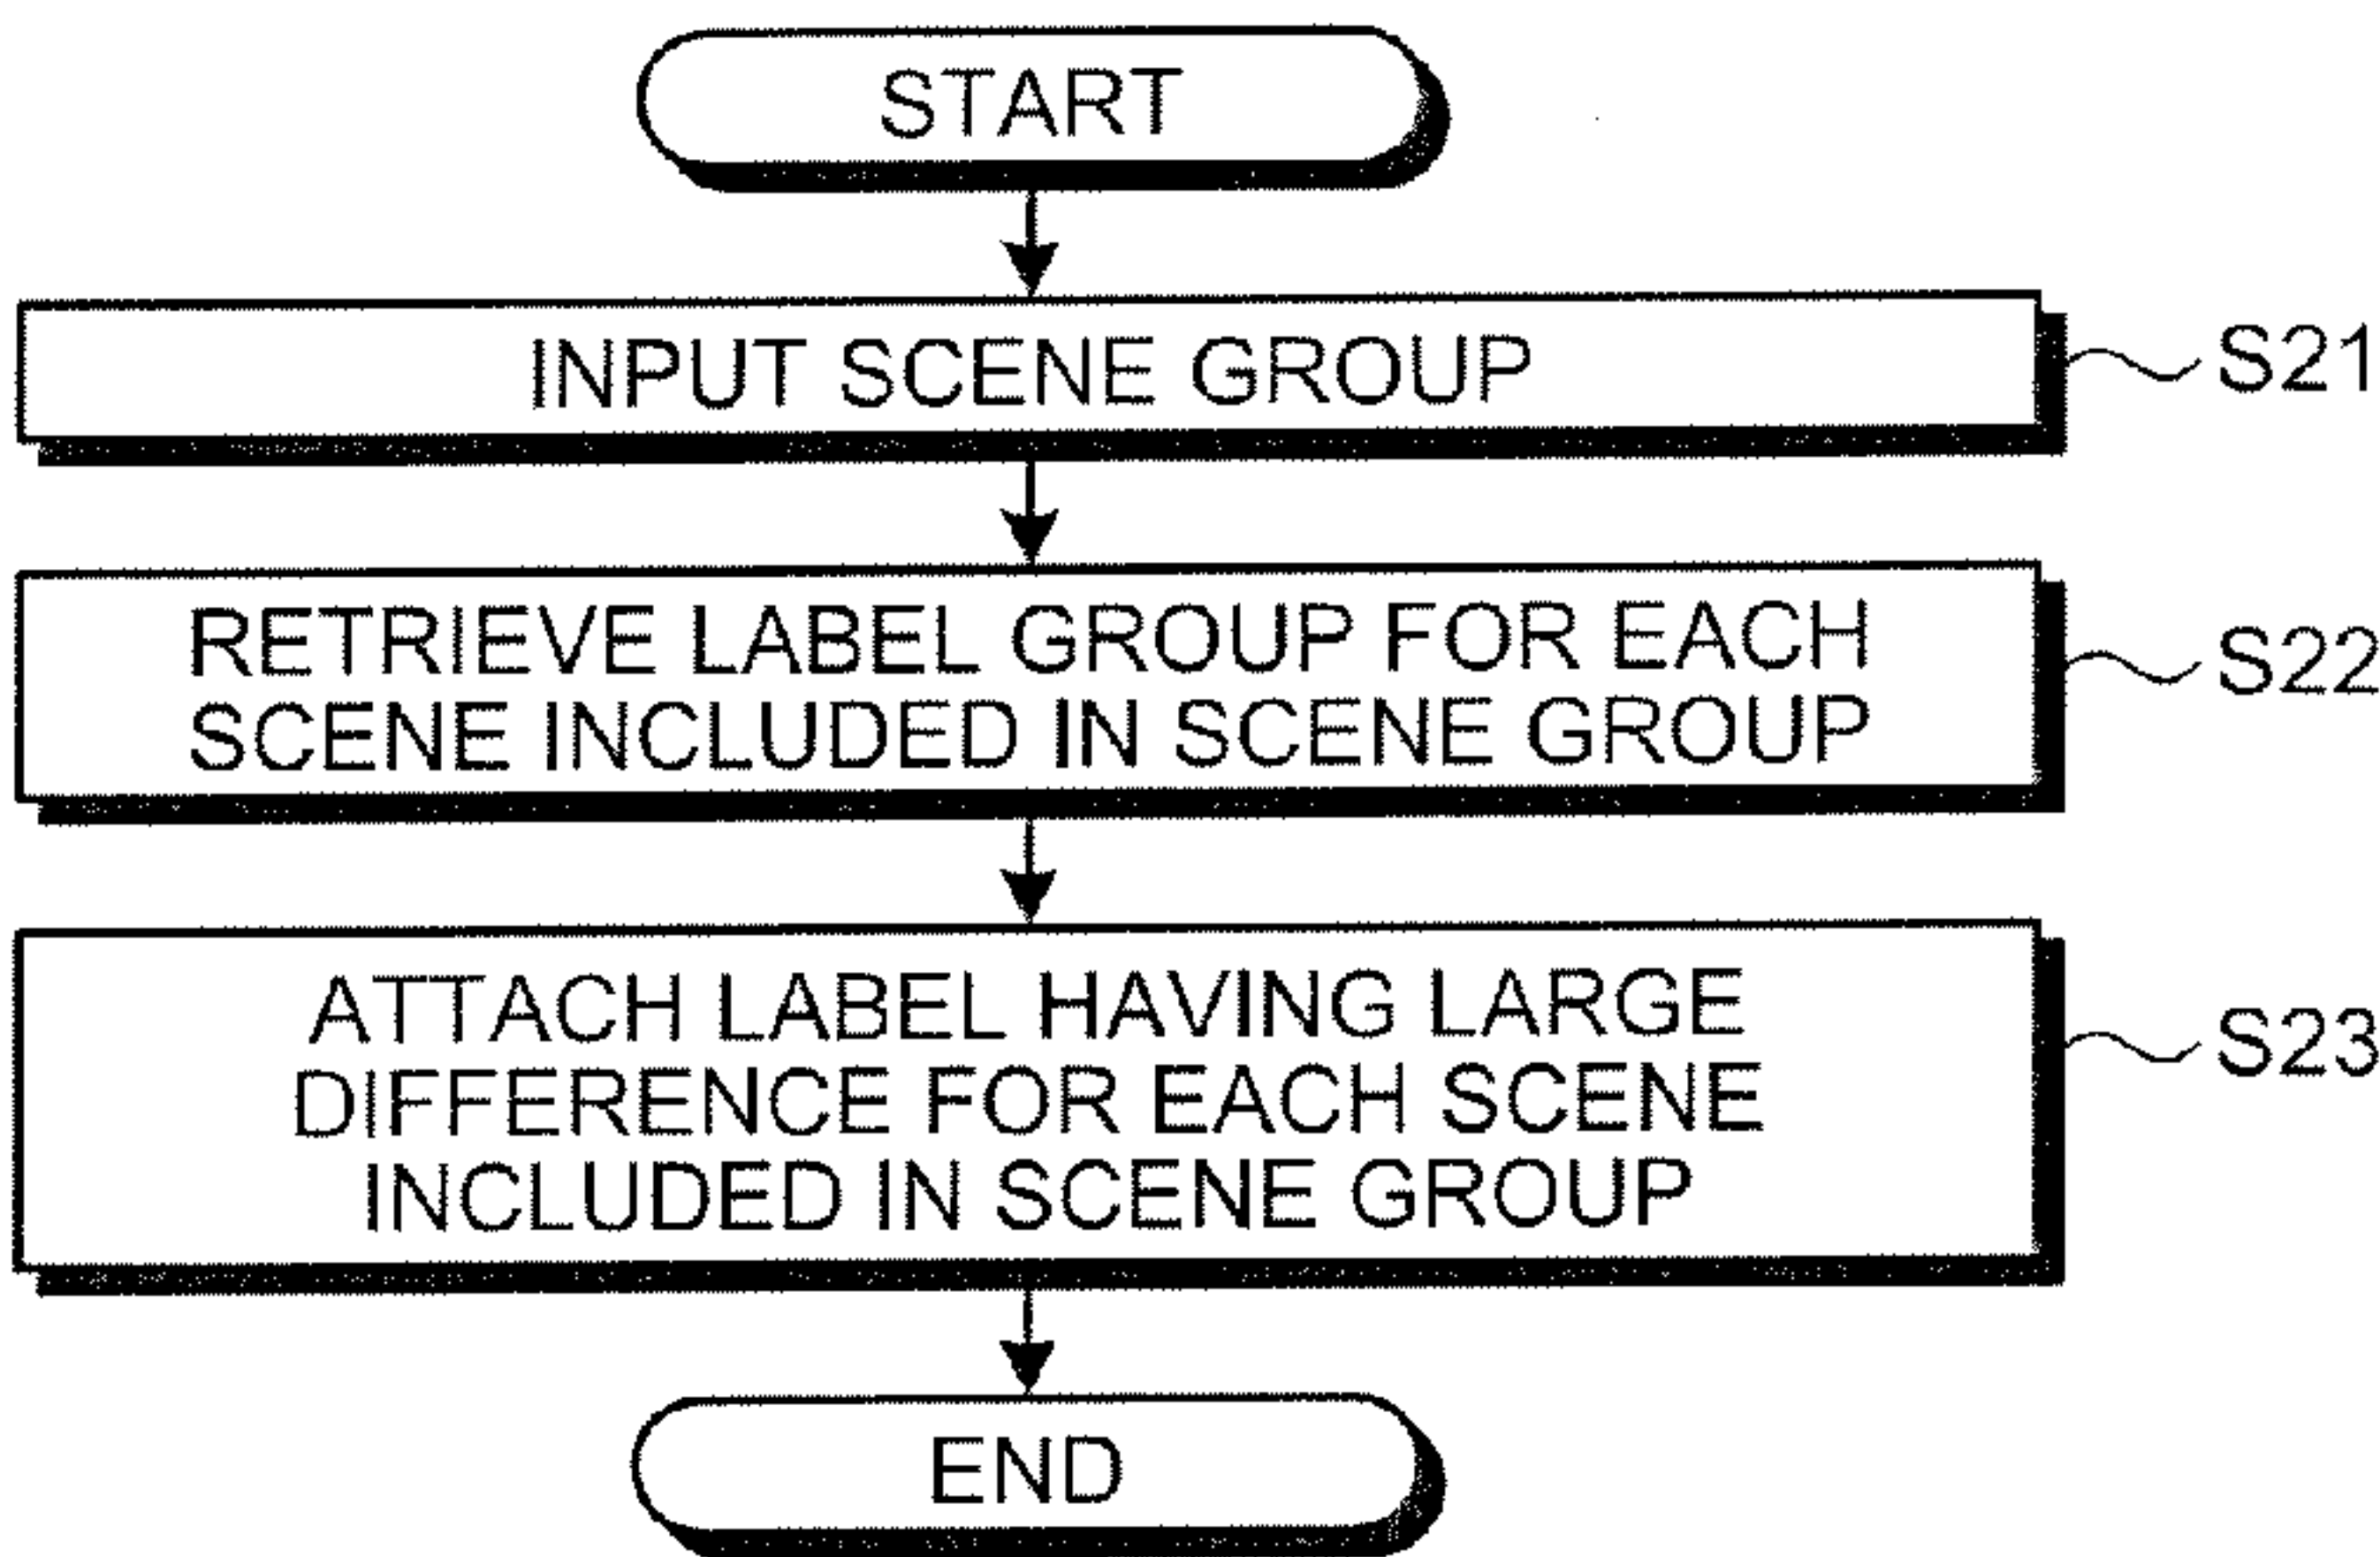 START
INPUT SCENE GROUP
S21
RETRIEVE LABEL GROUP FOR EACH
SCENE INCLUDED IN SCENE GROUP
S22
ATTACH LABEL HAVING LARGE
DIFFERENCE FOR EACH SCENE
INCLUDED IN SCENE GROUP
S23
END